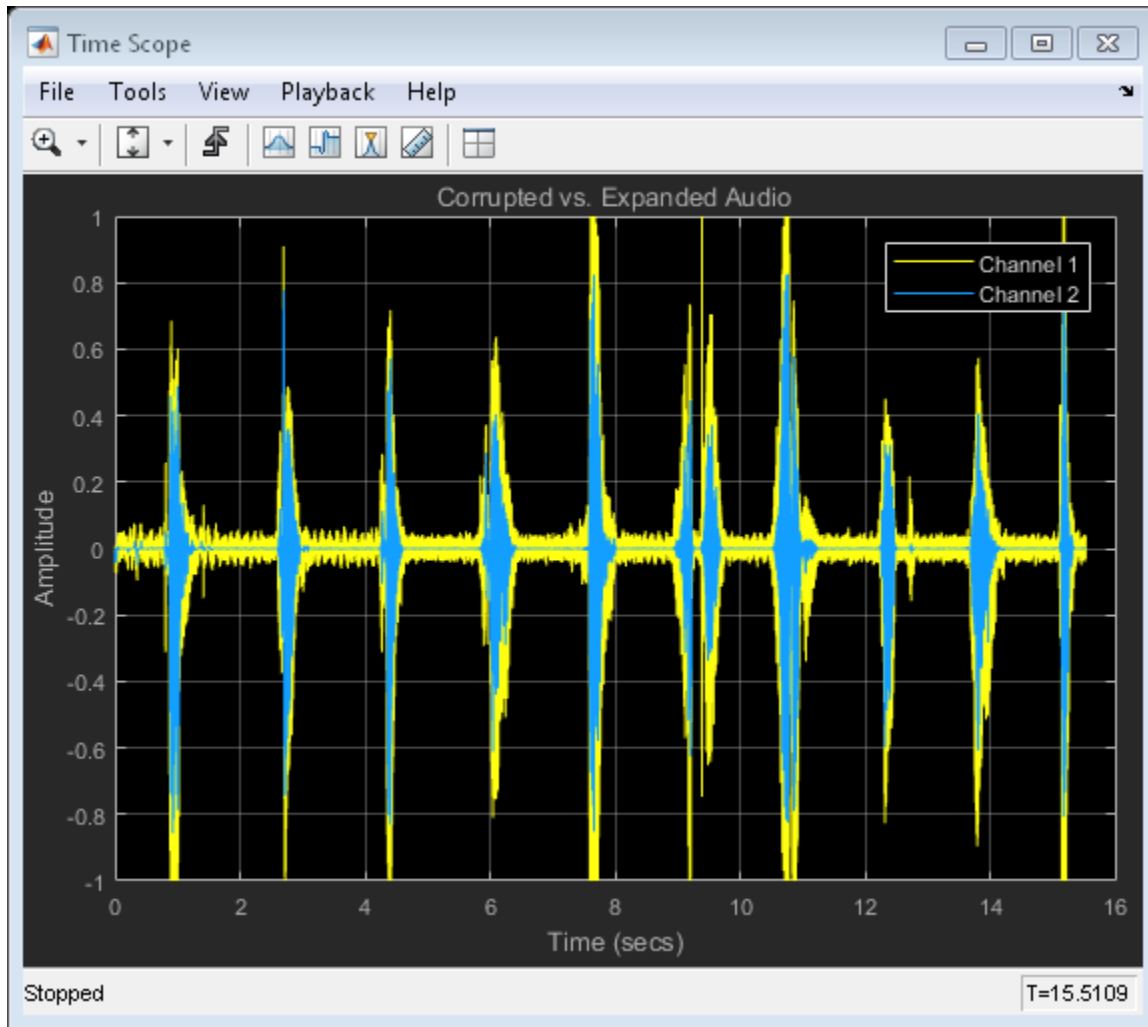 Time Scope
File Tools View Playback Help
Corrupted vs. Expanded Audio
1
0.8
0.6
0.4
0.2
0
-0.2
-0.4
-0.6
-0.8
-1
Amplitude
Channel 1
Channel 2
0 2 4 6 8 10 12 14 16
Time (secs)
Stopped T=15.5109